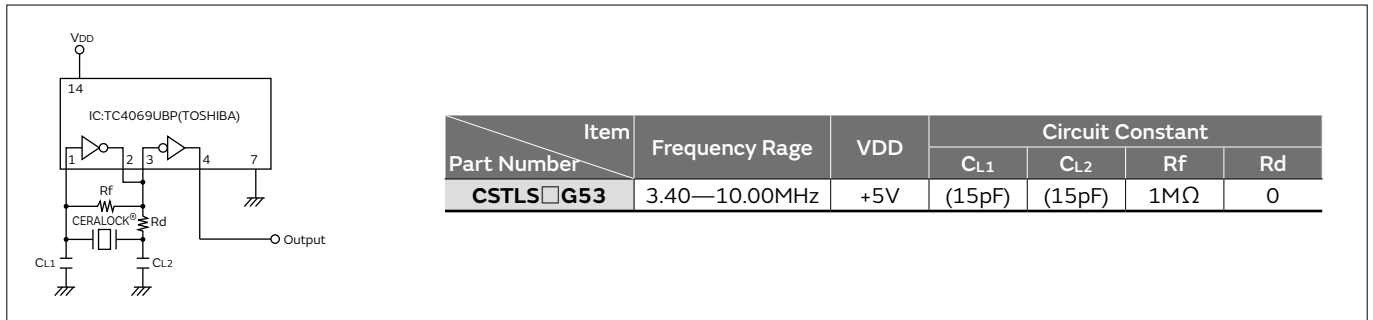 VDD
14
IC:TC4069UBP(TOSHIBA)
1 2 3 4 7
Rf
CERALOCK® Rd
Output
CL1 CL2
Item Frequency Rage VDD Circuit Constant
Part Number CL1 CL2 Rf Rd
CSTLS□G53 3.40—10.00MHz +5V (15pF) (15pF) 1MΩ 0